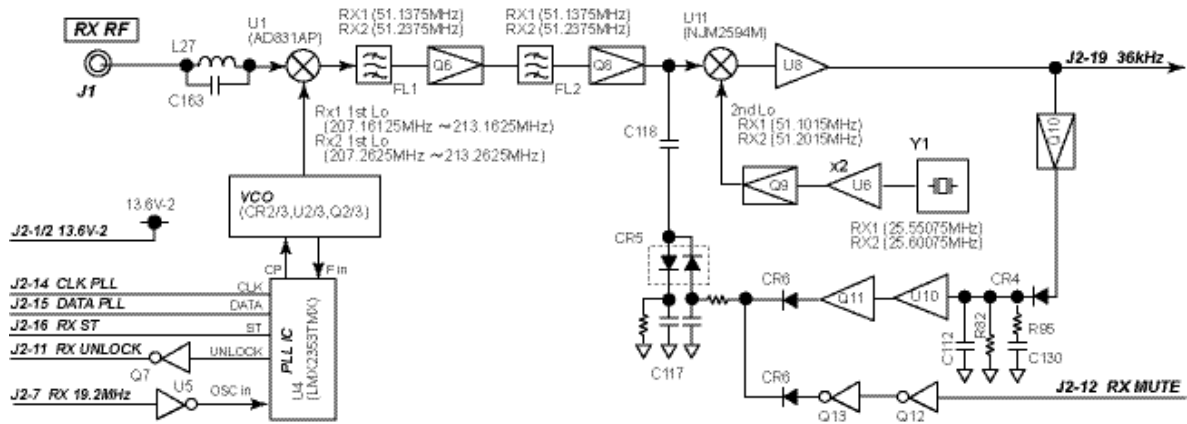 RX RF
J1
L27
C163
U1
(AD831AP)
RX1 (51.1375MHz)
RX2 (51.2375MHz)
FL1
Q6
RX1 (51.1375MHz)
RX2 (51.2375MHz)
FL2
Q8
U11
(NJM2594M)
U8
J2-19 36kHz
Q10
Rx1 1st Lo
(207.16125MHz ~213.1625MHz)
Rx2 1st Lo
(207.2625MHz ~213.2625MHz)
C118
2nd Lo
RX1 (51.1015MHz)
RX2 (51.2015MHz)
x2
Y1
Q9
U6
RX1 (25.55075MHz)
RX2 (25.60075MHz)
13.6V-2
J2-1/2 13.6V-2
VCO
(CR2/3,U2/3,Q2/3)
CP
F in
J2-14 CLK PLL
CLK
J2-15 DATA PLL
DATA
J2-16 RX ST
ST
J2-11 RX UNLOCK
UNLOCK
Q7
U5
J2-7 RX 19.2MHz
OSC in
PLL IC
U4
(LMX2353TMX)
CR5
CR6
Q11
U10
CR4
C112
R82
R95
C130
C117
CR6
Q13
Q12
J2-12 RX MUTE